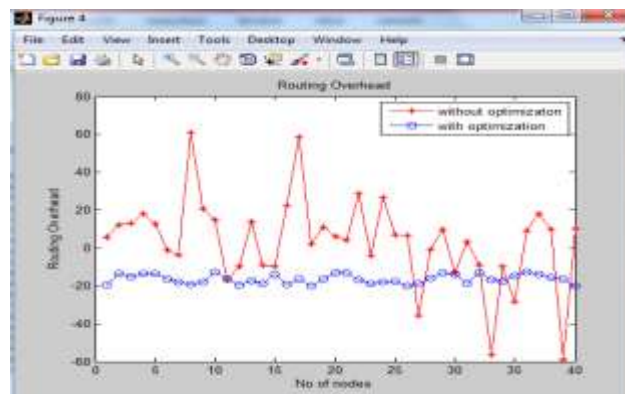 Figure 4
File Edit View Insert Tools Desktop Window Help
Routing Overhead
without optimizaton
with optimization
Routing Overhead
80
60
40
20
0
-20
-40
-60
0 5 10 15 20 25 30 35 40
No of nodes